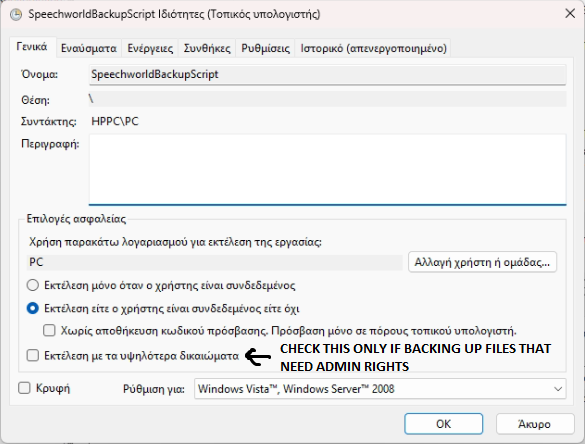 SpeechworldBackupScript Ιδιότητες (Τοπικός υπολογιστής)
Γενικά Εναύσματα Ενέργειες Συνθήκες Ρυθμίσεις Ιστορικό (απενεργοποιημένο)
Όνομα: SpeechworldBackupScript
Θέση: \
Συντάκτης: HPPC\PC
Περιγραφή:
Επιλογές ασφαλείας
Χρήση παρακάτω λογαριασμού για εκτέλεση της εργασίας:
PC Αλλαγή χρήστη ή ομάδας...
Εκτέλεση μόνο όταν ο χρήστης είναι συνδεδεμένος
Εκτέλεση είτε ο χρήστης είναι συνδεδεμένος είτε όχι
Χωρίς αποθήκευση κωδικού πρόσβασης. Πρόσβαση μόνο σε πόρους τοπικού υπολογιστή.
Εκτέλεση με τα υψηλότερα δικαιώματα CHECK THIS ONLY IF BACKING UP FILES THAT
NEED ADMIN RIGHTS
Κρυφή Ρύθμιση για: Windows Vista™, Windows Server™ 2008
OK Άκυρο